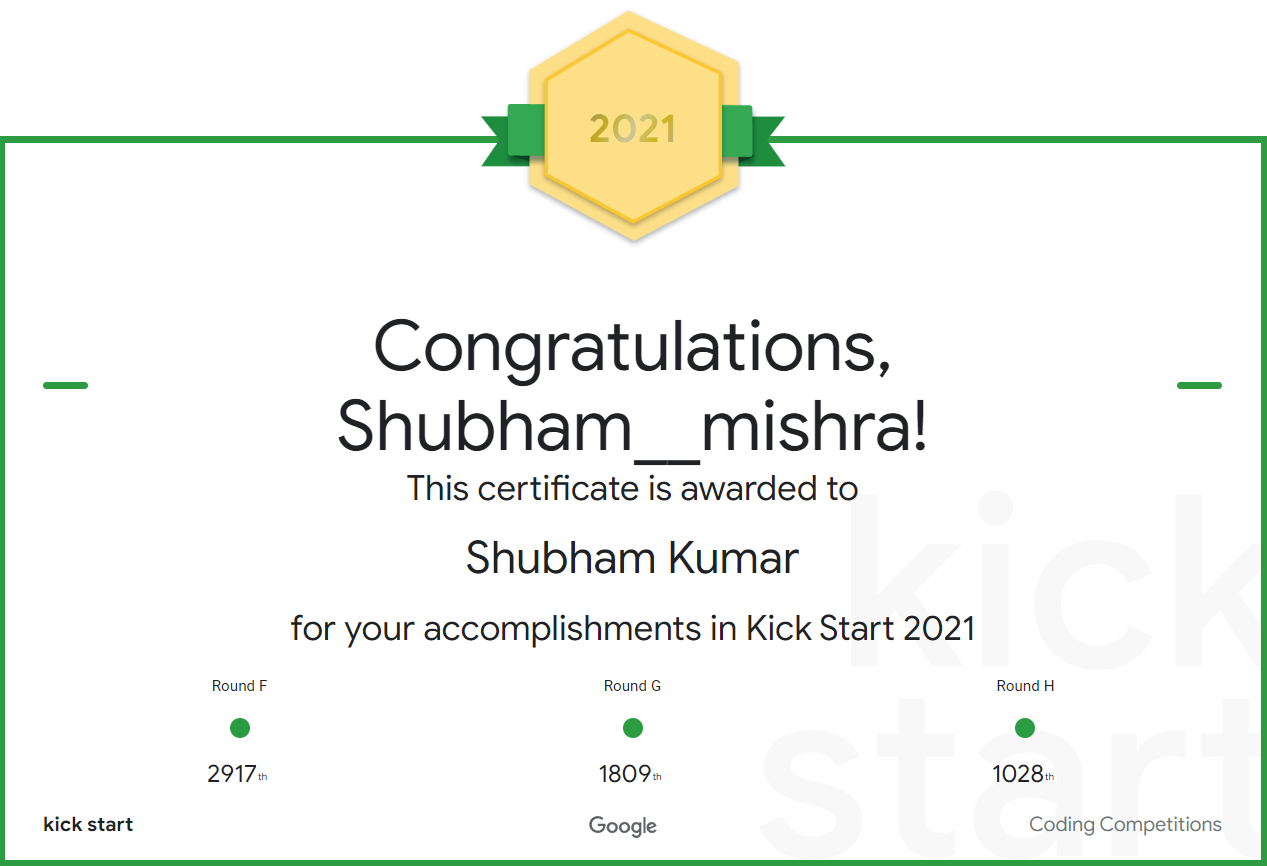 2021
Congratulations,
Shubham__mishra!
This certificate is awarded to
Shubham Kumar
for your accomplishments in Kick Start 2021
Round F Round G Round H
2917th 1809th 1028th
kick start Google Coding Competitions
kick
start